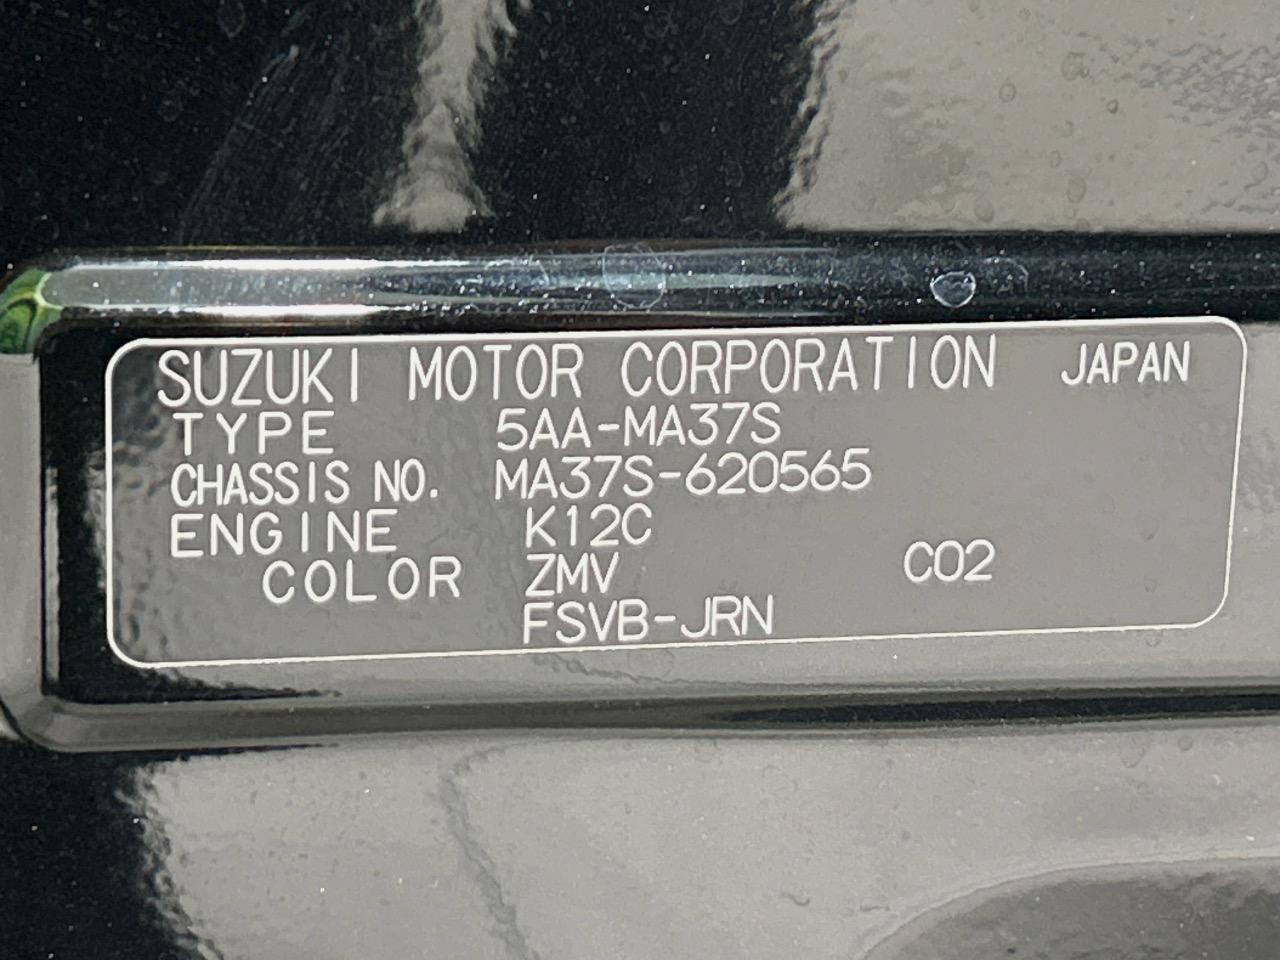 SUZUKI MOTOR CORPORATION JAPAN
TYPE 5AA-MA37S
CHASSIS NO. MA37S-620565
ENGINE K12C
COLOR ZMV C02
FSVB-JRN